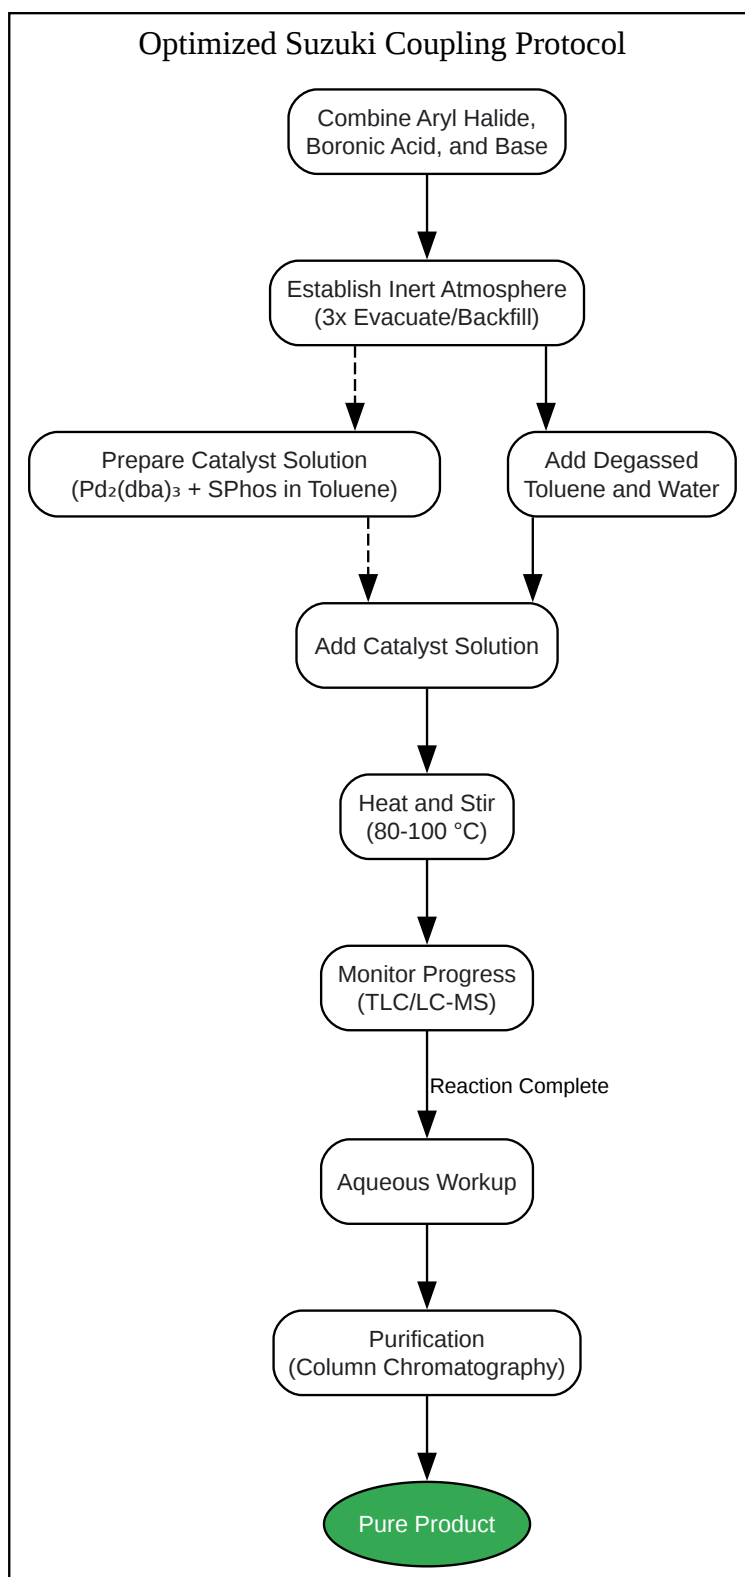 Optimized Suzuki Coupling Protocol
Combine Aryl Halide,
Boronic Acid, and Base
Establish Inert Atmosphere
(3x Evacuate/Backfill)
Prepare Catalyst Solution
(Pd₂(dba)₃ + SPhos in Toluene)
Add Degassed
Toluene and Water
Add Catalyst Solution
Heat and Stir
(80-100 °C)
Monitor Progress
(TLC/LC-MS)
Reaction Complete
Aqueous Workup
Purification
(Column Chromatography)
Pure Product